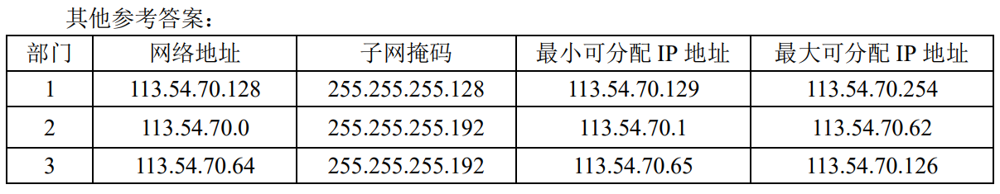 其他参考答案：
部门 网络地址 子网掩码 最小可分配 IP 地址 最大可分配 IP 地址
1 113.54.70.128 255.255.255.128 113.54.70.129 113.54.70.254
2 113.54.70.0 255.255.255.192 113.54.70.1 113.54.70.62
3 113.54.70.64 255.255.255.192 113.54.70.65 113.54.70.126